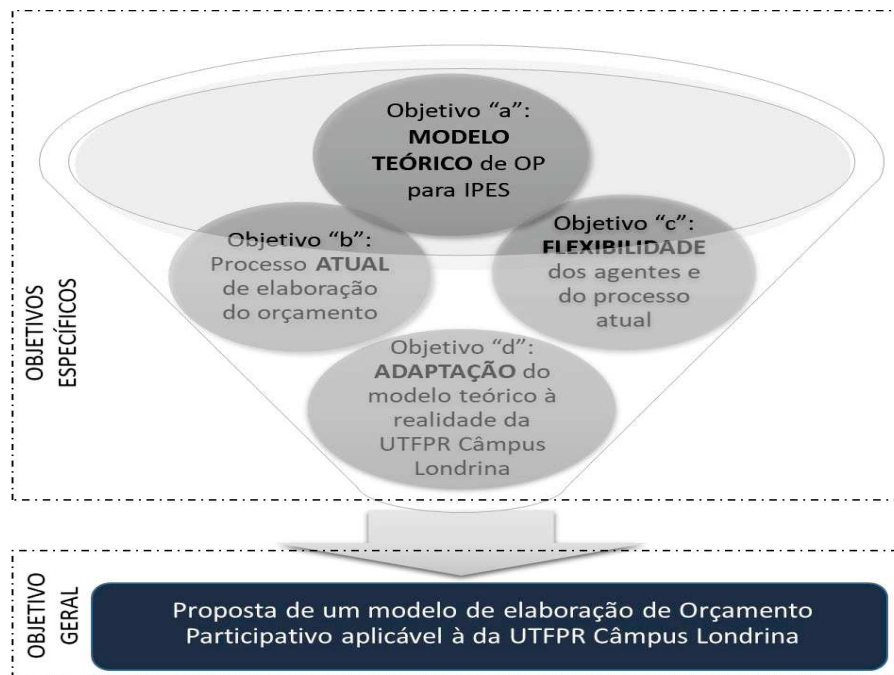 Objetivo “a”:
MODELO
TEÓRICO de OP
para IPES
Objetivo “b”:
Processo ATUAL
de elaboração
do orçamento
Objetivo “c”:
FLEXIBILIDADE
dos agentes e
do processo
atual
Objetivo “d”:
ADAPTAÇÃO do
modelo teórico à
realidade da
UTFPR Câmpus
Londrina
OBJETIVOS
ESPECÍFICOS
OBJETIVO
GERAL
Proposta de um modelo de elaboração de Orçamento
Participativo aplicável à da UTFPR Câmpus Londrina